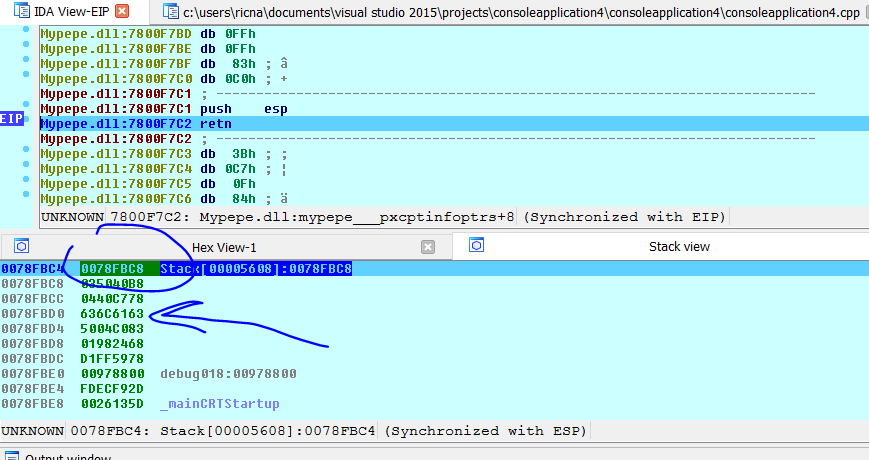 IDA View-EIP c:\users\ricna\documents\visual studio 2015\projects\consoleapplication4\consoleapplication4\consoleapplication4.cpp
Mypepe.dll:7800F7BD db 0FFh
Mypepe.dll:7800F7BE db 0FFh
Mypepe.dll:7800F7BF db 83h ; â
Mypepe.dll:7800F7C0 db 0C0h ; +
Mypepe.dll:7800F7C1 ; ---------------------------------------------------------------------------
Mypepe.dll:7800F7C1 push esp
EIP Mypepe.dll:7800F7C2 retn
Mypepe.dll:7800F7C2 ; ---------------------------------------------------------------------------
Mypepe.dll:7800F7C3 db 3Bh ; ;
Mypepe.dll:7800F7C4 db 0C7h ; ¦
Mypepe.dll:7800F7C5 db 0Fh
Mypepe.dll:7800F7C6 db 84h ; ä
UNKNOWN 7800F7C2: Mypepe.dll:mypepe___pxcptinfoptrs+8 (Synchronized with EIP)
Hex View-1 Stack view
0078FBC4 0078FBC8 Stack[00005608]:0078FBC8
0078FBC8 035040B8
0078FBCC 0440C778
0078FBD0 636C6163
0078FBD4 5004C083
0078FBD8 01982468
0078FBDC D1FF5978
0078FBE0 00978800 debug018:00978800
0078FBE4 FDECF92D
0078FBE8 0026135D _mainCRTStartup
UNKNOWN 0078FBC4: Stack[00005608]:0078FBC4 (Synchronized with ESP)
Output window